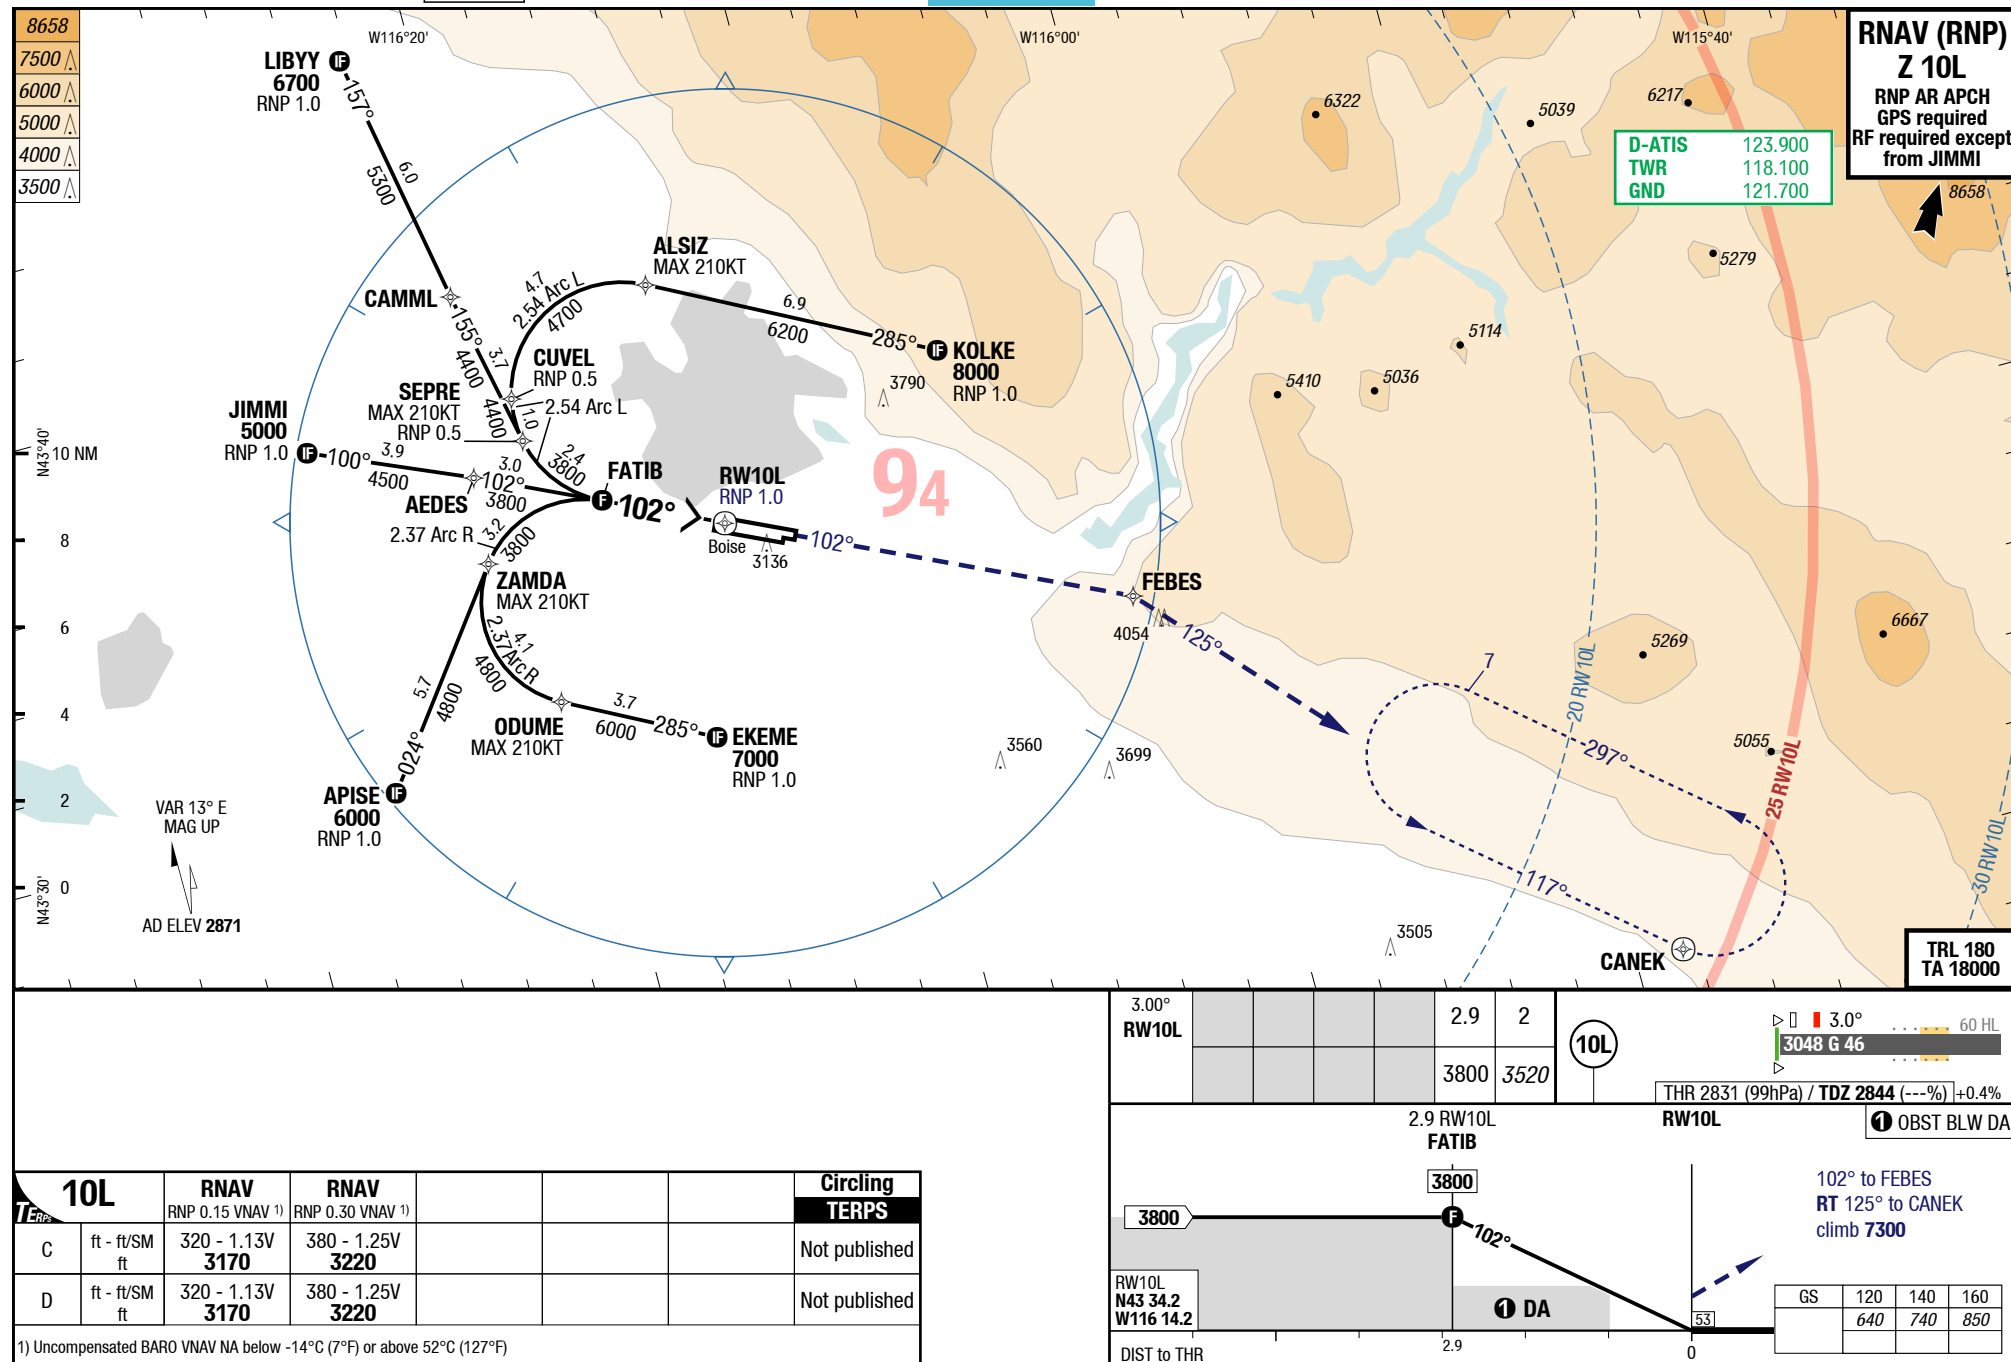 8658
7500
6000
5000
4000
3500
W116°20'
W116°00'
W115°40'
RNAV (RNP)
Z 10L
RNP AR APCH
GPS required
RF required except
from JIMMI
8658
D-ATIS 123.900
TWR 118.100
GND 121.700
LIBYY
6700
RNP 1.0
157°
6.0
5300
CAMML
155°
3.7
4400
ALSIZ
MAX 210KT
4.7
2.54 Arc L
4700
6.9
6200
285°
KOLKE
8000
RNP 1.0
CUVEL
RNP 0.5
SEPRE
MAX 210KT
RNP 0.5
1.0
4400
2.54 Arc L
2.4
3800
JIMMI
5000
RNP 1.0
100°
3.9
4500
AEDES
3.0
102°
3800
FATIB
102°
RW10L
RNP 1.0
Boise
3136
102°
94
3790
6322
5039
6217
5279
5114
5410
5036
2.37 Arc R
3.2
3800
ZAMDA
MAX 210KT
4.1
2.37 Arc R
4800
ODUME
MAX 210KT
3.7
6000
285°
EKEME
7000
RNP 1.0
5.7
4800
024°
APISE
6000
RNP 1.0
FEBES
4054
125°
7
297°
117°
CANEK
5269
6667
5055
3560
3699
3505
20 RW10L
25 RW10L
30 RW10L
N43°40'
10 NM
8
6
4
2
0
N43°30'
VAR 13° E
MAG UP
AD ELEV 2871
TRL 180
TA 18000
3.00°
RW10L
2.9 2
3800 3520
10L
3.0°
60 HL
3048 G 46
THR 2831 (99hPa) / TDZ 2844 (---%) +0.4%
2.9 RW10L
FATIB
RW10L
1 OBST BLW DA
3800
3800
F
102°
102° to FEBES
RT 125° to CANEK
climb 7300
RW10L
N43 34.2
W116 14.2
1 DA
53
GS 120 140 160
640 740 850
DIST to THR
2.9
0
TERPS
10L
RNAV
RNP 0.15 VNAV 1)
RNAV
RNP 0.30 VNAV 1)
Circling
TERPS
C
ft - ft/SM
ft
320 - 1.13V
3170
380 - 1.25V
3220
Not published
D
ft - ft/SM
ft
320 - 1.13V
3170
380 - 1.25V
3220
Not published
1) Uncompensated BARO VNAV NA below -14°C (7°F) or above 52°C (127°F)